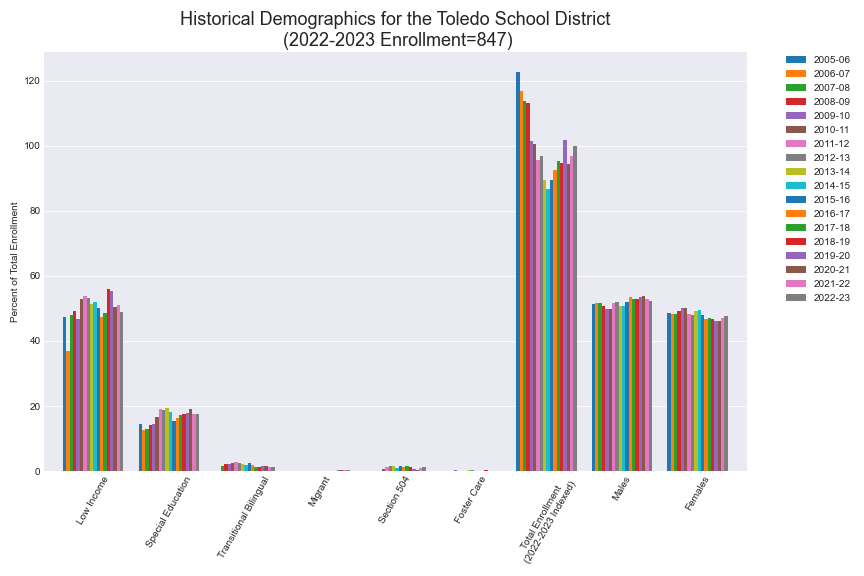 Historical Demographics for the Toledo School District
(2022-2023 Enrollment=847)
Percent of Total Enrollment
120
100
80
60
40
20
0
Low Income
Special Education
Transitional Bilingual
Migrant
Section 504
Foster Care
Total Enrollment
(2022-2023 Indexed)
Males
Females
2005-06
2006-07
2007-08
2008-09
2009-10
2010-11
2011-12
2012-13
2013-14
2014-15
2015-16
2016-17
2017-18
2018-19
2019-20
2020-21
2021-22
2022-23